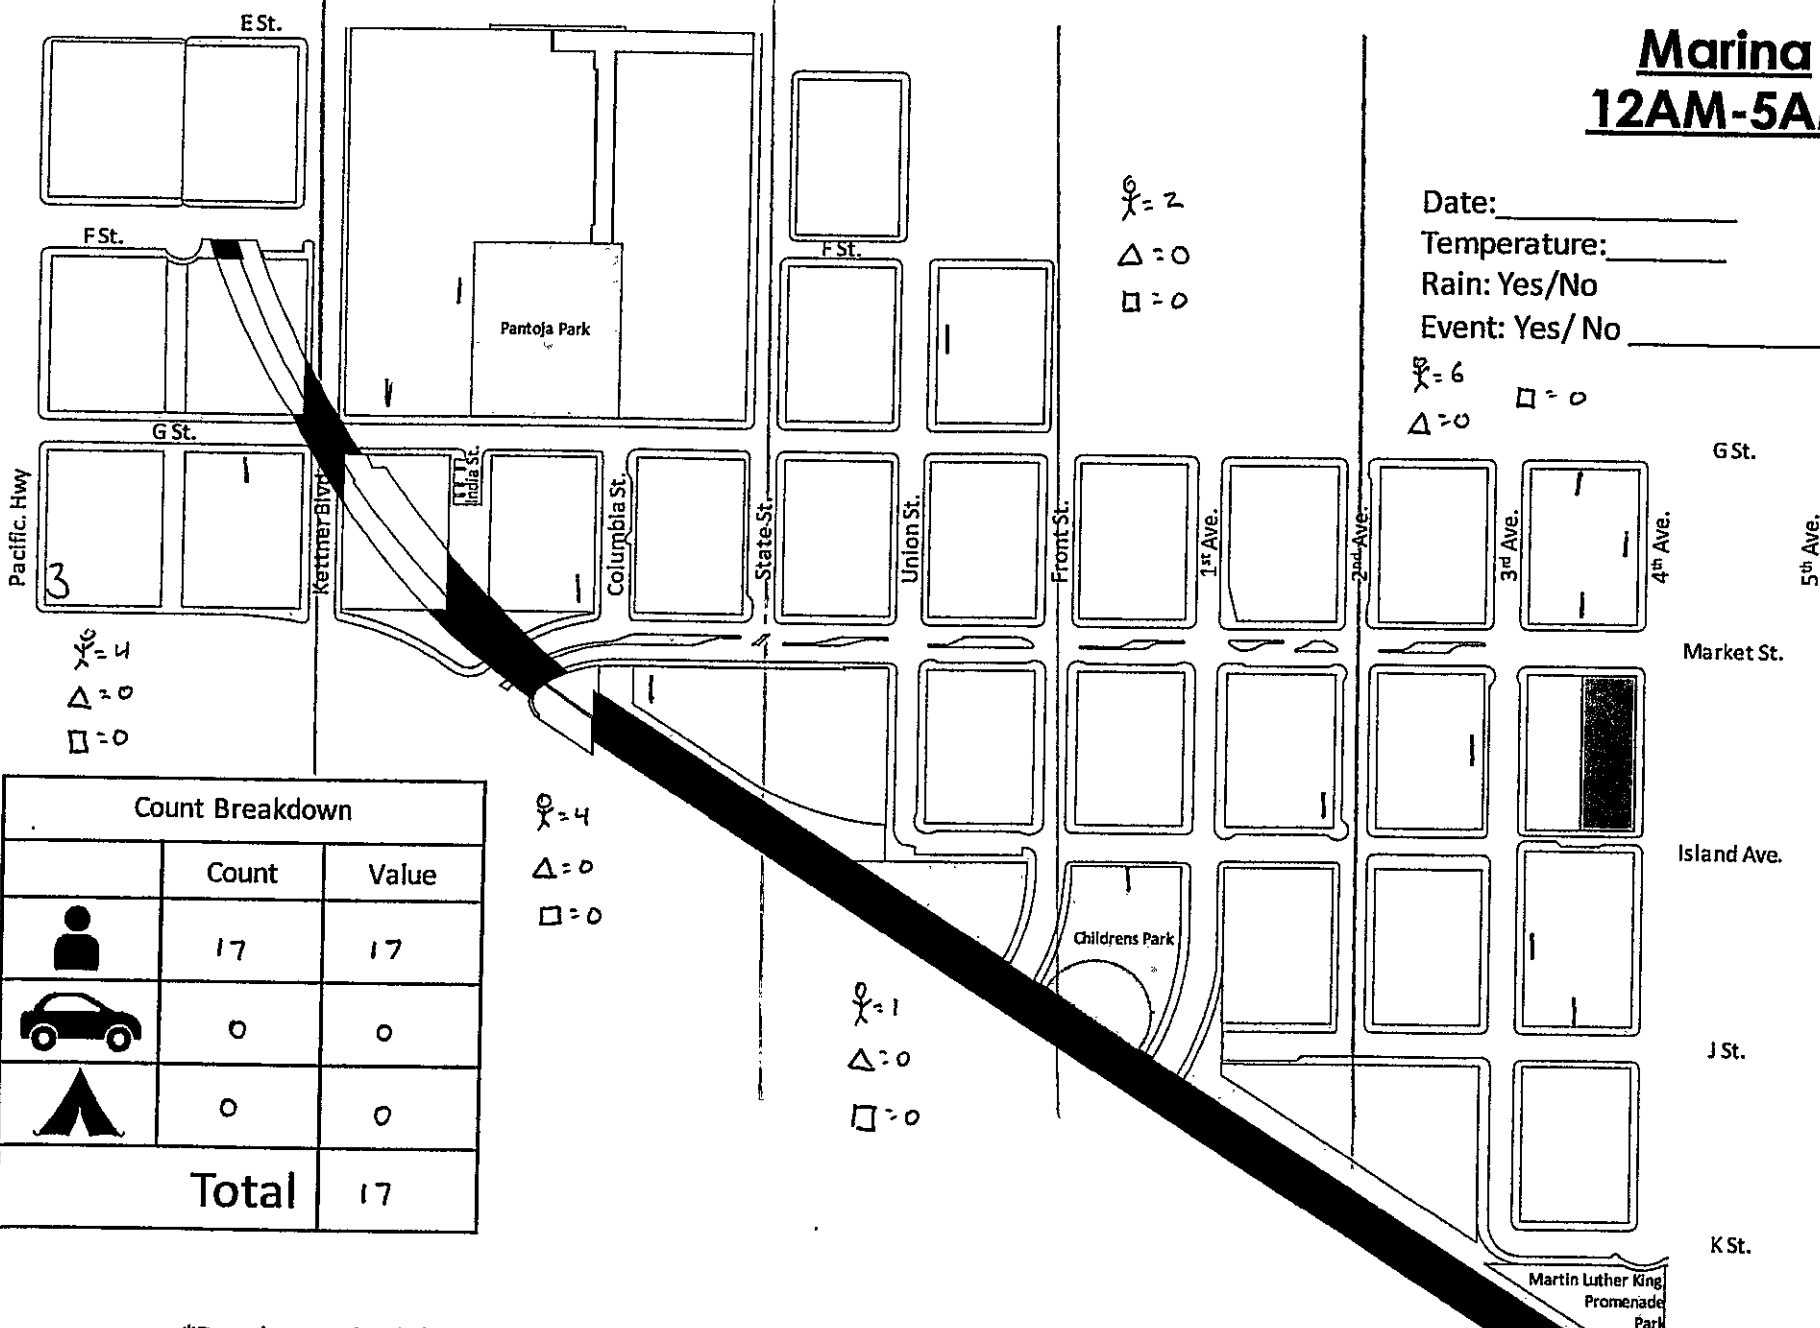 Marina
12AM-5A
E St.
F St.
F St.
Date:
Temperature:
Rain: Yes/No
Event: Yes/ No
= 2
△ = 0
□ = 0
= 6
□ = 0
△ = 0
Pantoja Park
G St.
G St.
Pacific. Hwy
Kettner Blvd
India St.
Columbia St.
State St.
Union St.
Front St.
1st Ave.
2nd Ave.
3rd Ave.
4th Ave.
5th Ave.
3
Market St.
= 4
△ = 0
□ = 0
= 4
△ = 0
□ = 0
Island Ave.
Childrens Park
= 1
△ = 0
□ = 0
J St.
K St.
Martin Luther King
Promenade
Park
Count Breakdown
Count Value
17 17
0 0
0 0
Total 17